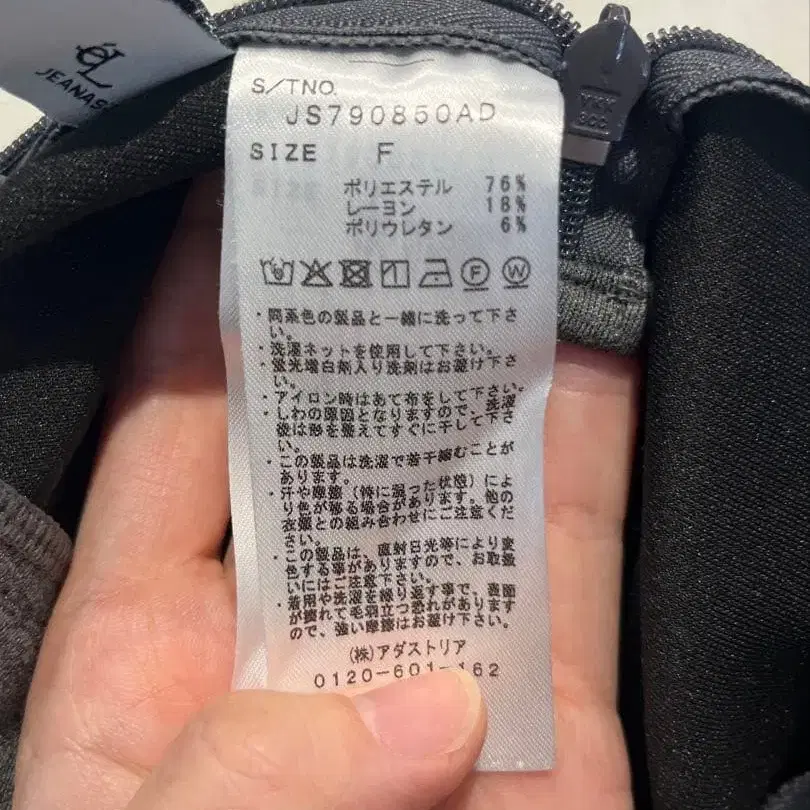 JEANAS
YKK
S/TNO.
JS790850AD
SIZE F
ポリエステル 76%
レーヨン 18%
ポリウレタン 6%
F W
・同系色の製品と一緒に洗って下さ
い。
・洗濯ネットを使用して下さい。
・蛍光増白剤入り洗剤はお避け下さ
い。
・アイロン時はあて布をして下さい。
・しわの原因となりますので、洗濯
後は形を整えてすぐに干して下さ
い。
・この製品は洗濯で若干縮むことが
あります。
・汗や摩擦（特に湿った状態）によ
り色が移る場合があります。他の
衣類との組み合わせにご注意くだ
さい。
・この製品は、直射日光等により変
色する事がありますので、お取扱
いにはご注意下さい。
・着用や洗濯を繰り返す事で、表面
が擦れて毛羽立つ恐れがあります
ので、強い摩擦はお避け下さい。
(株)アダストリア
0120-601-162